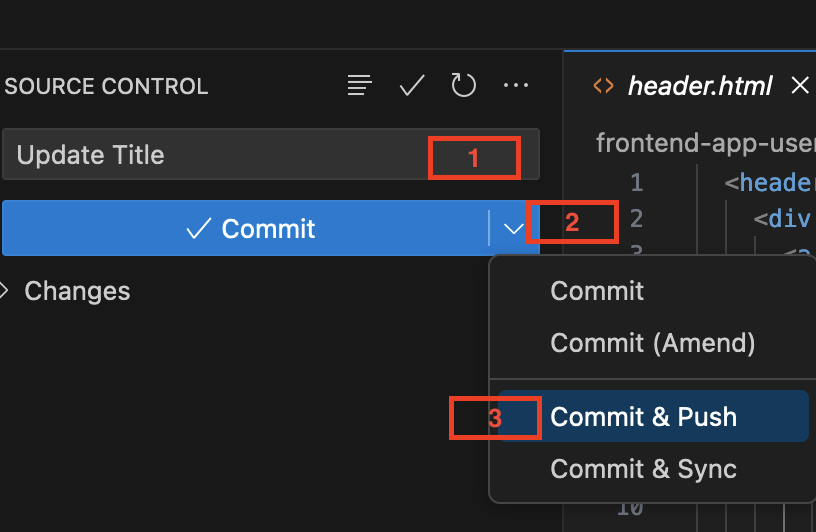 SOURCE CONTROL
Update Title
1
Commit
2
Changes
Commit
Commit (Amend)
3
Commit & Push
Commit & Sync
header.html
frontend-app-user
1 <header
2 <div
3
10